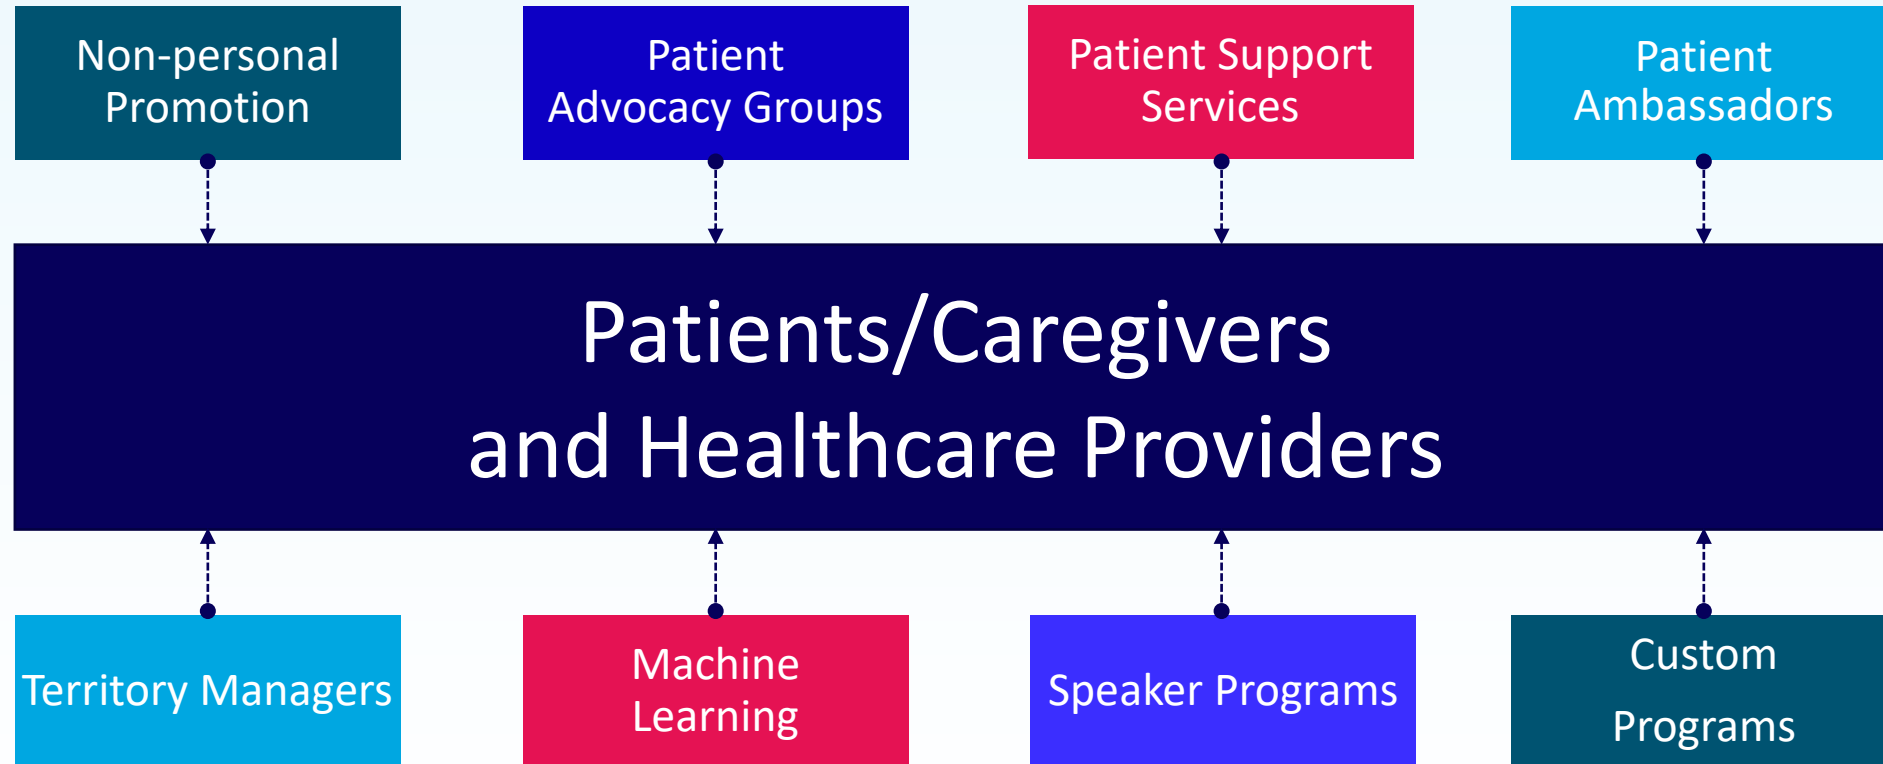 Non-personal
Promotion
Patient
Advocacy Groups
Patient Support
Services
Patient
Ambassadors
Patients/Caregivers
and Healthcare Providers
Territory Managers
Machine
Learning
Speaker Programs
Custom
Programs